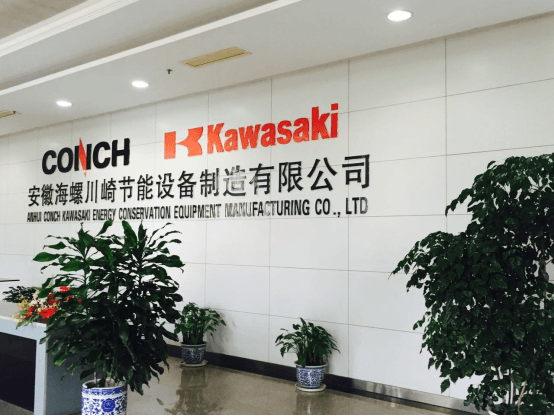 CONCH Kawasaki
安徽海螺川崎节能设备制造有限公司
ANHUI CONCH KAWASAKI ENERGY CONSERVATION EQUIPMENT MANUFACTURING CO., LTD